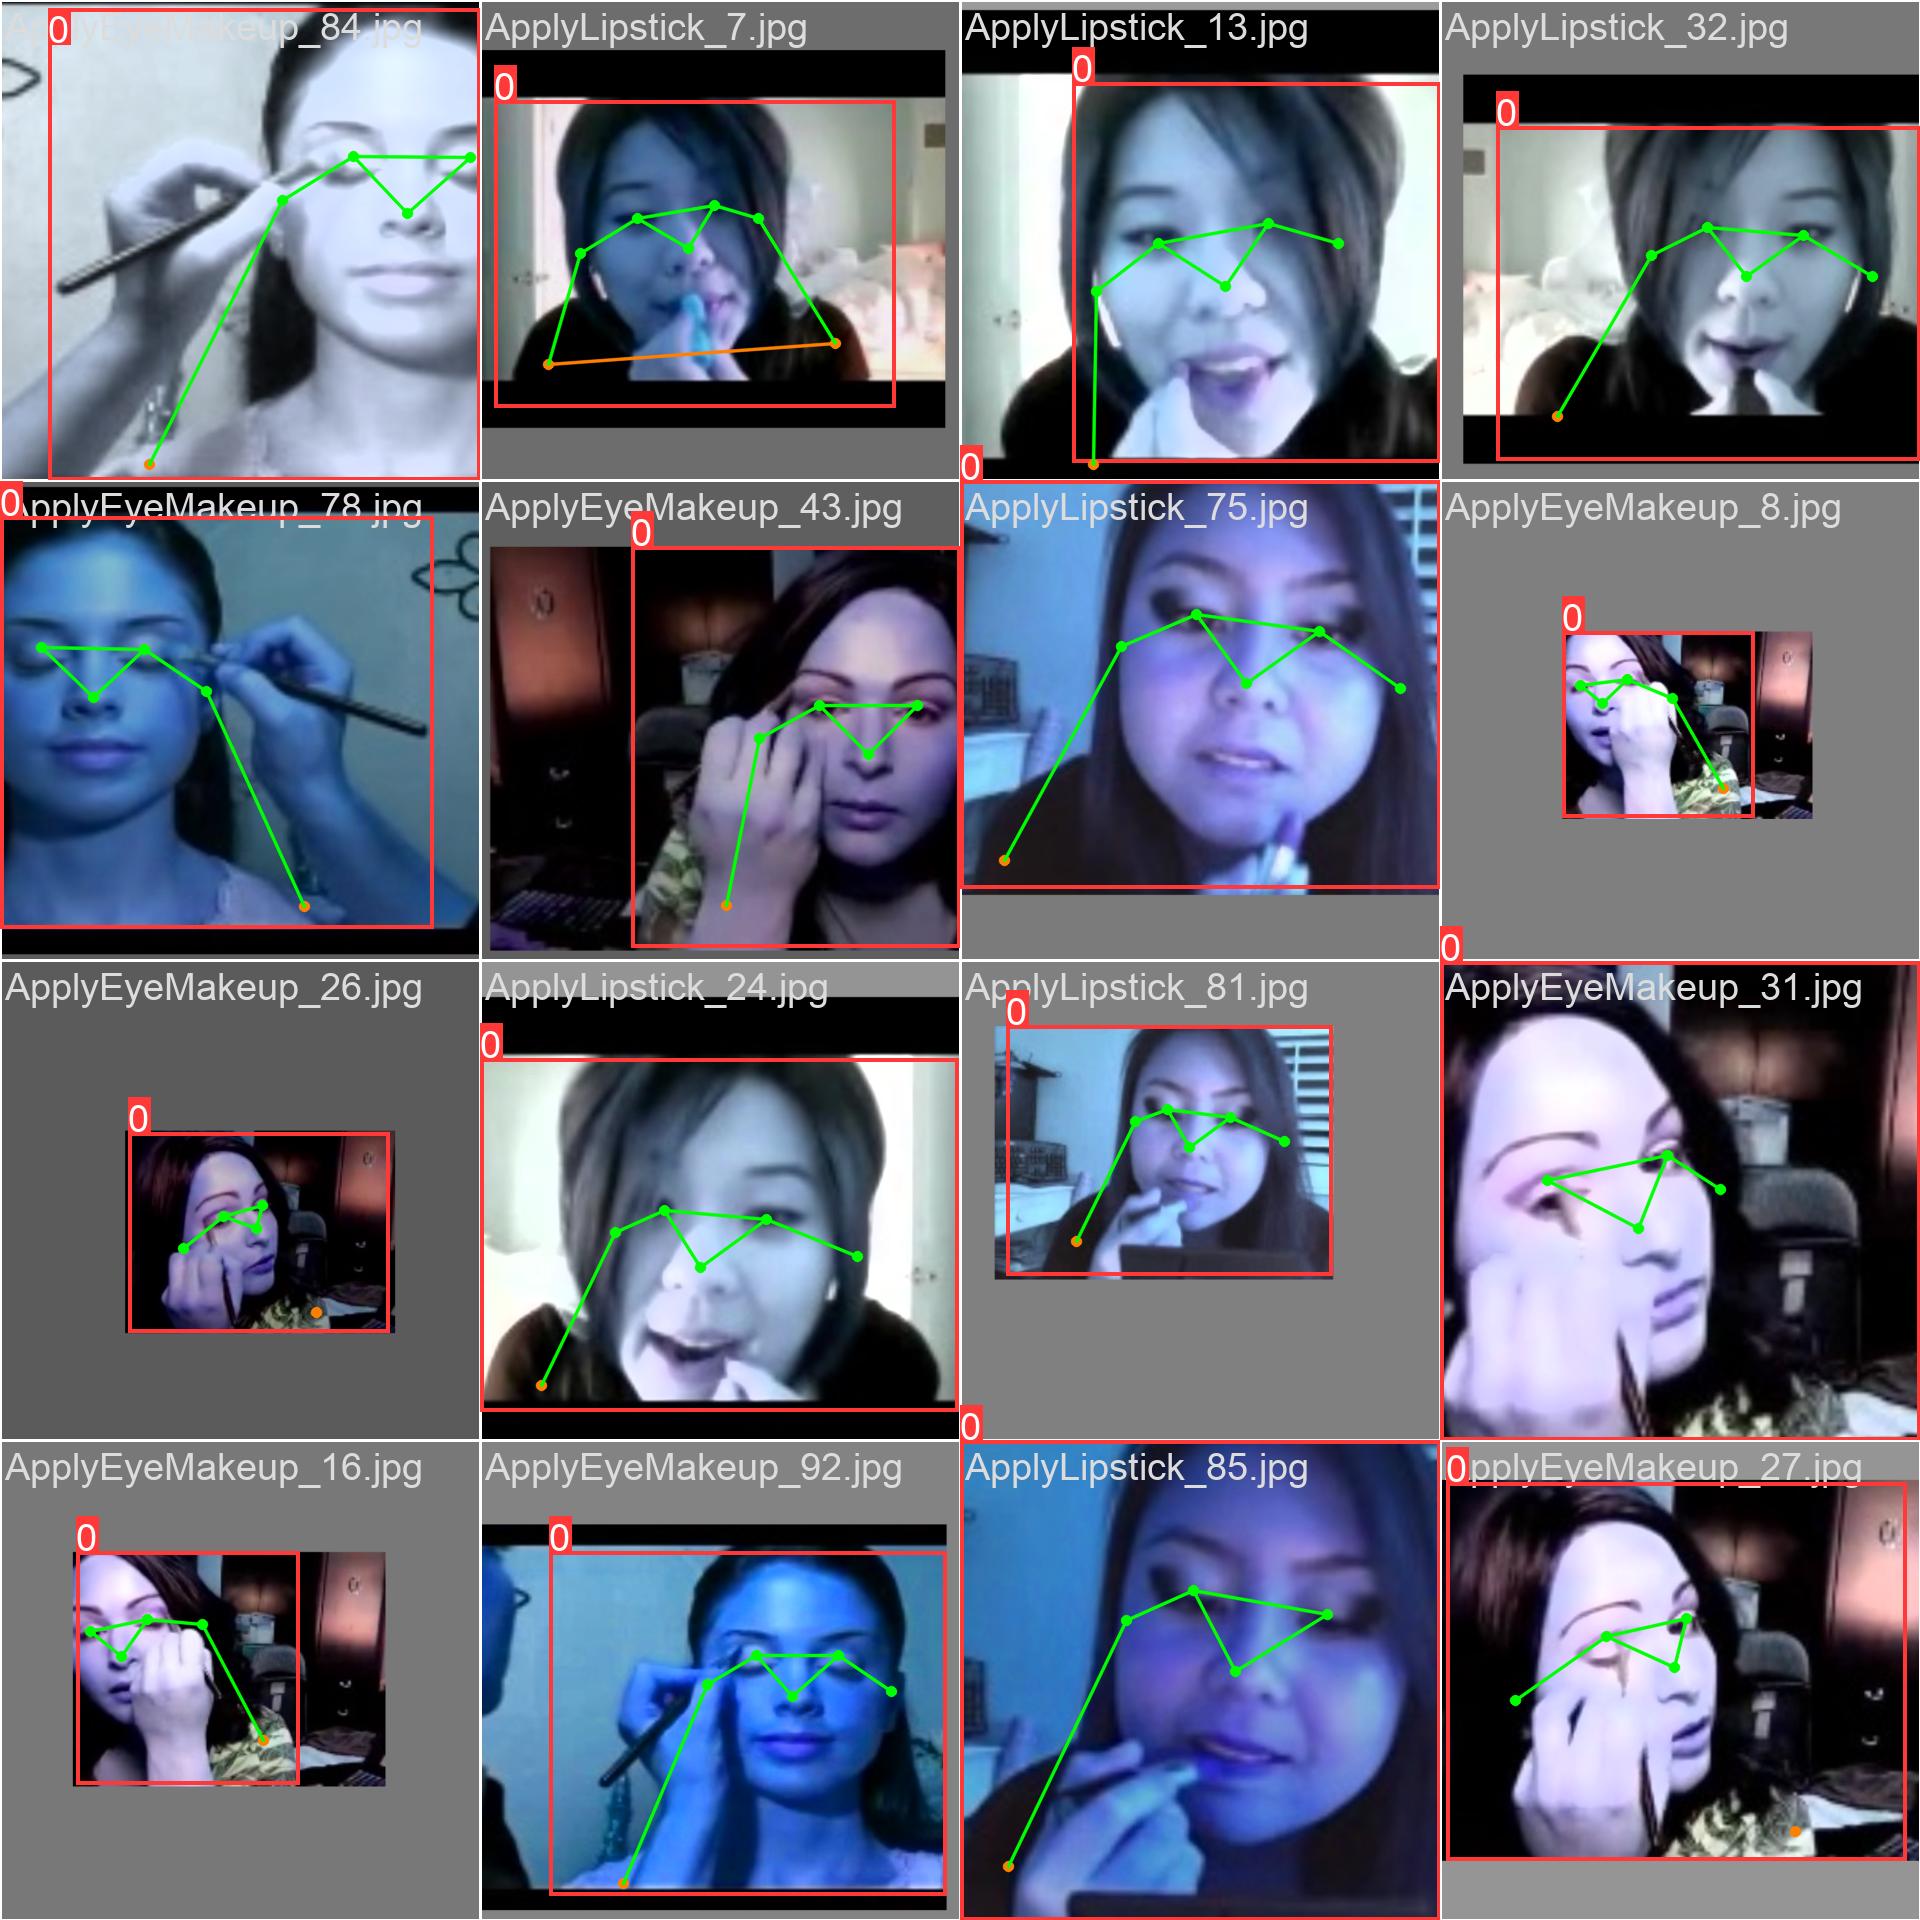 0
ApplyEyeMakeup_84.jpg
ApplyLipstick_7.jpg
0
ApplyLipstick_13.jpg
0
ApplyLipstick_32.jpg
0
0
ApplyEyeMakeup_78.jpg
ApplyEyeMakeup_43.jpg
0
0
ApplyLipstick_75.jpg
ApplyEyeMakeup_8.jpg
0
ApplyEyeMakeup_26.jpg
0
ApplyLipstick_24.jpg
0
ApplyLipstick_81.jpg
0
0
ApplyEyeMakeup_31.jpg
ApplyEyeMakeup_16.jpg
0
ApplyEyeMakeup_92.jpg
0
0
ApplyLipstick_85.jpg
0
ApplyEyeMakeup_27.jpg